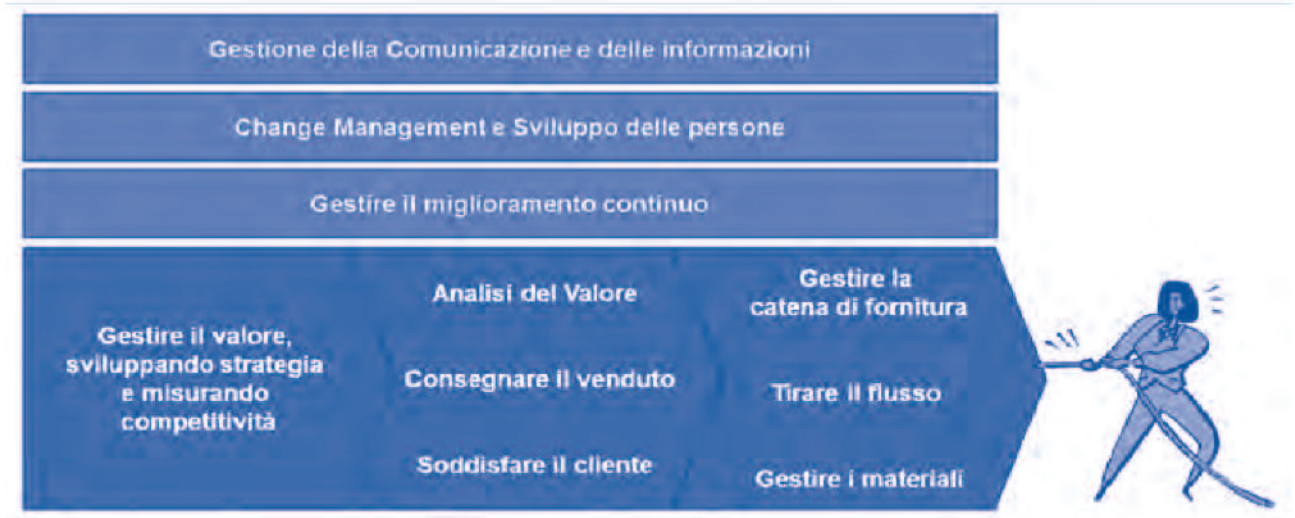 Gestione della Comunicazione e delle informazioni
Change Management e Sviluppo delle persone
Gestire il miglioramento continuo
Gestire il valore,
sviluppando strategia
e misurando
competitività
Analisi del Valore
Consegnare il venduto
Soddisfare il cliente
Gestire la
catena di fornitura
Tirare il flusso
Gestire i materiali